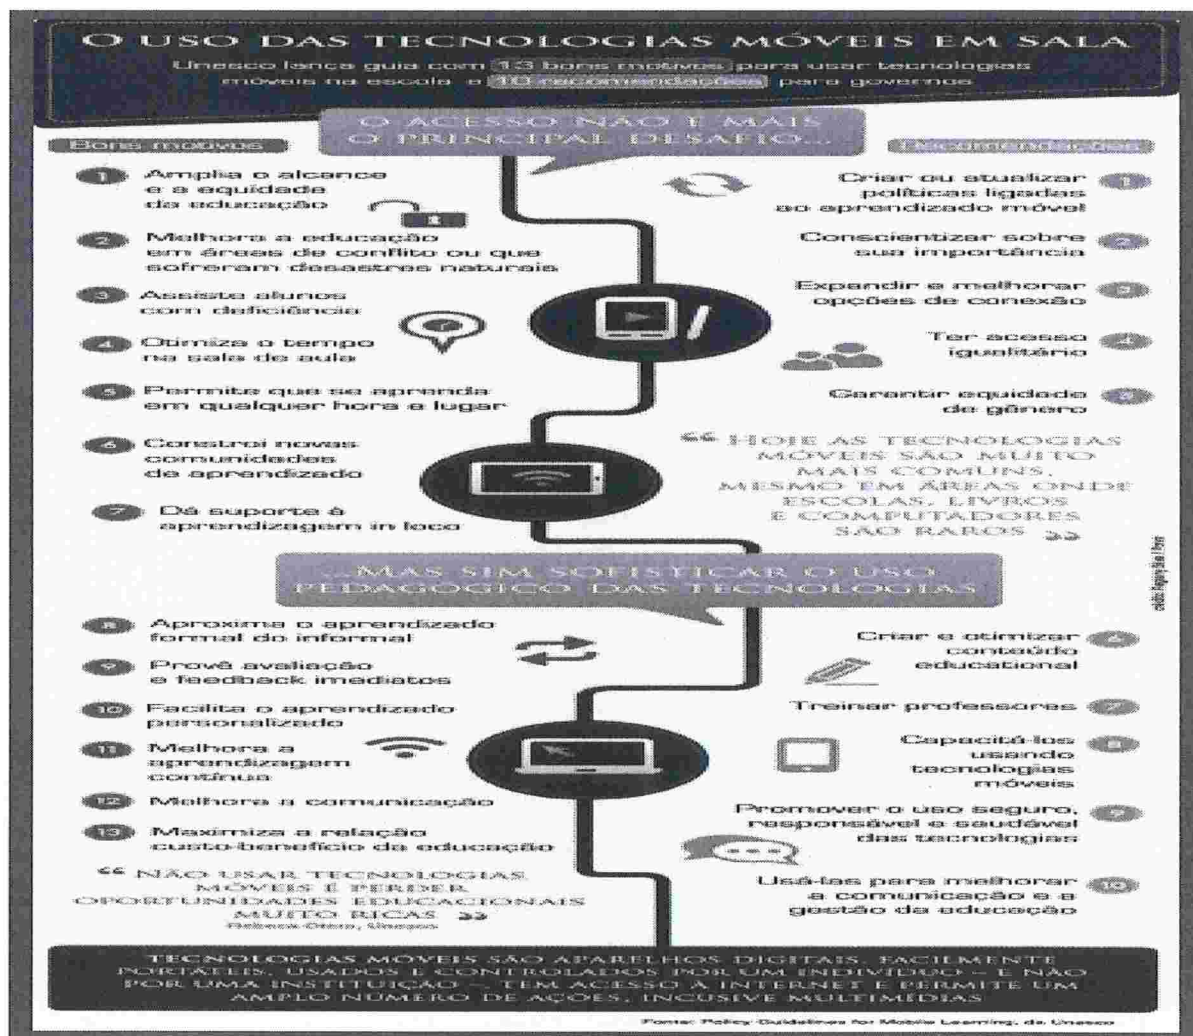 O USO DAS TECNOLOGIAS MÓVEIS EM SALA
Unesco lança guia com 13 bons motivos para usar tecnologias
móveis na escola e 10 recomendações para governos
O ACESSO NÃO É MAIS
O PRINCIPAL DESAFIO...
Bons motivos
1 Amplia o alcance
e a equidade
da educação
2 Melhora a educação
em áreas de conflito ou que
sofreram desastres naturais
3 Assiste alunos
com deficiência
4 Otimiza o tempo
na sala de aula
5 Permite que se aprenda
em qualquer hora e lugar
6 Constroi novas
comunidades
de aprendizado
7 Dá suporte à
aprendizagem in loco
Recomendações
Criar ou atualizar 1
políticas ligadas
ao aprendizado móvel
Conscientizar sobre 2
sua importância
Expandir e melhorar 3
opções de conexão
Ter acesso 4
igualitário
Garantir equidade 5
de gênero
“ HOJE AS TECNOLOGIAS
MÓVEIS SÃO MUITO
MAIS COMUNS,
MESMO EM ÁREAS ONDE
ESCOLAS, LIVROS
E COMPUTADORES
SÃO RAROS ”
...MAS SIM SOFISTICAR O USO
PEDAGÓGICO DAS TECNOLOGIAS
8 Aproxima o aprendizado
formal do informal
9 Provê avaliação
e feedback imediatos
10 Facilita o aprendizado
personalizado
11 Melhora a
aprendizagem
contínua
12 Melhora a comunicação
13 Maximiza a relação
custo-benefício da educação
“ NÃO USAR TECNOLOGIAS
MÓVEIS É PERDER
OPORTUNIDADES EDUCACIONAIS
MUITO RICAS ”
Rebeca Otero, Unesco
Criar e otimizar 6
conteúdo
educational
Treinar professores 7
Capacitá-los 8
usando
tecnologias
móveis
Promover o uso seguro, 9
responsável e saudável
das tecnologias
Usá-las para melhorar 10
a comunicação e a
gestão da educação
TECNOLOGIAS MÓVEIS SÃO APARELHOS DIGITAIS, FACILMENTE
PORTÁTEIS, USADOS E CONTROLADOS POR UM INDIVÍDUO – E NÃO
POR UMA INSTITUIÇÃO –, TEM ACESSO À INTERNET E PERMITE UM
AMPLO NÚMERO DE AÇÕES, INCUSIVE MULTIMÍDIAS
Fonte: Policy Guidelines for Mobile Learning, da Unesco